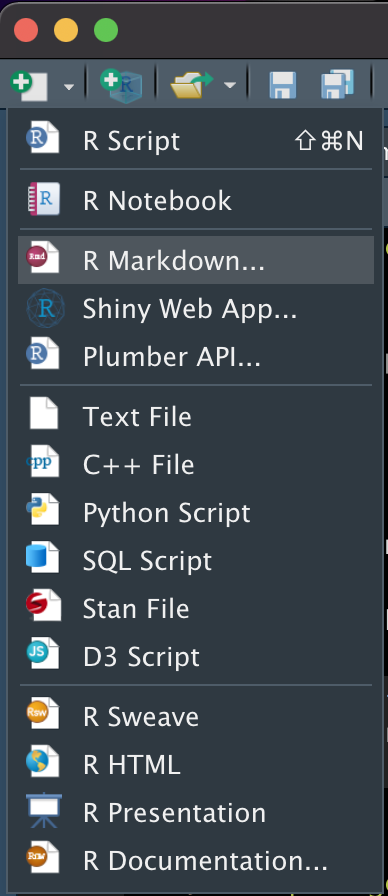 R Script ⇧⌘N
R Notebook
R Markdown...
Shiny Web App...
Plumber API...
Text File
C++ File
Python Script
SQL Script
Stan File
D3 Script
R Sweave
R HTML
R Presentation
R Documentation...